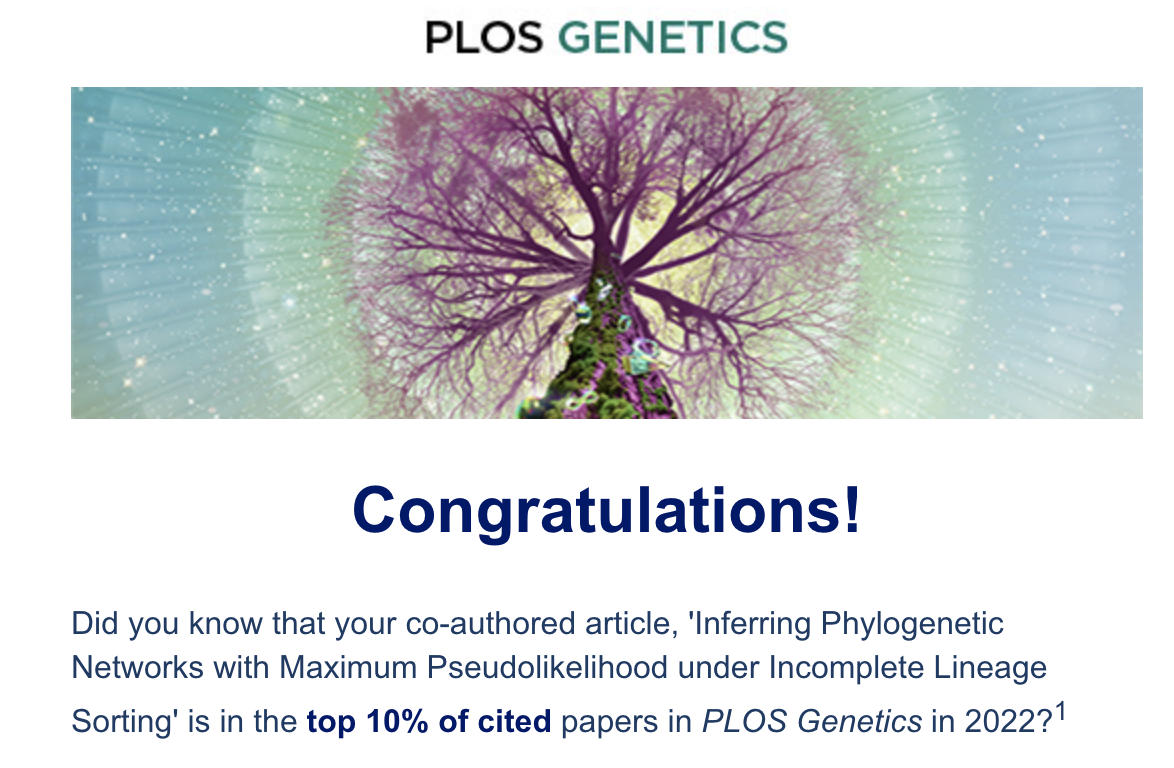 PLOS GENETICS
Congratulations!
Did you know that your co-authored article, 'Inferring Phylogenetic
Networks with Maximum Pseudolikelihood under Incomplete Lineage
Sorting' is in the top 10% of cited papers in PLOS Genetics in 2022?1